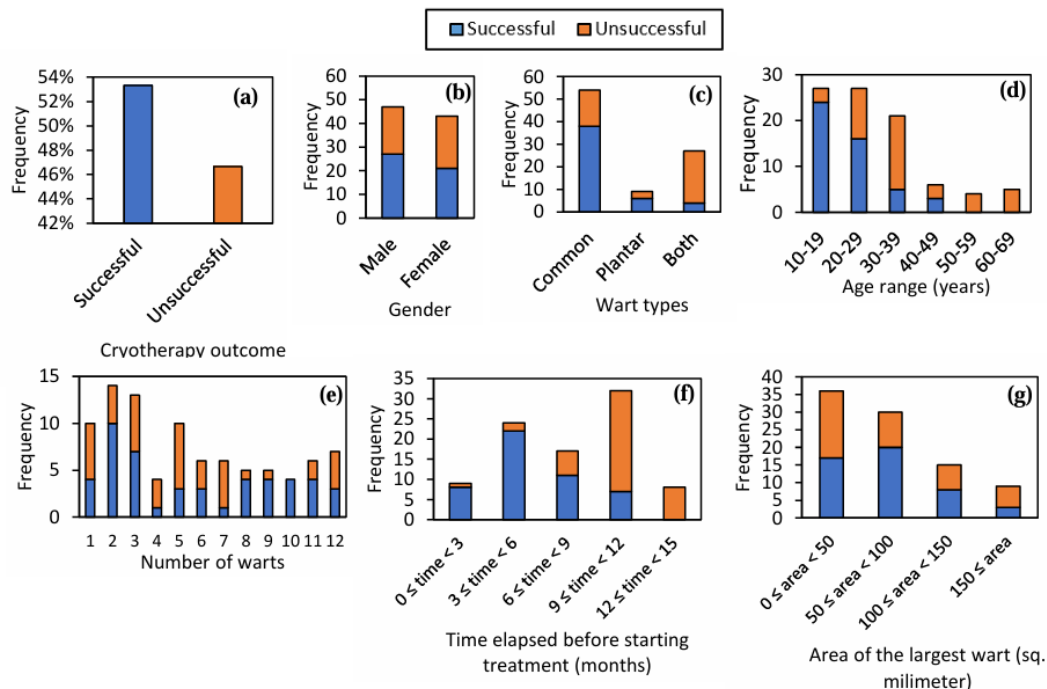 Successful Unsuccessful
(a)
54%
52%
50%
48%
46%
44%
42%
Frequency
Successful
Unsuccessful
Cryotherapy outcome
(b)
60
50
40
30
20
10
0
Frequency
Male
Female
Gender
(c)
60
50
40
30
20
10
0
Frequency
Common
Plantar
Both
Wart types
(d)
30
20
10
0
Frequency
10-19
20-29
30-39
40-49
50-59
60-69
Age range (years)
(e)
15
10
5
0
Frequency
1 2 3 4 5 6 7 8 9 10 11 12
Number of warts
(f)
35
30
25
20
15
10
5
0
Frequency
0 ≤ time < 3
3 ≤ time < 6
6 ≤ time < 9
9 ≤ time < 12
12 ≤ time < 15
Time elapsed before starting
treatment (months)
(g)
40
35
30
25
20
15
10
5
0
Frequency
0 ≤ area < 50
50 ≤ area < 100
100 ≤ area < 150
150 ≤ area
Area of the largest wart (sq.
milimeter)